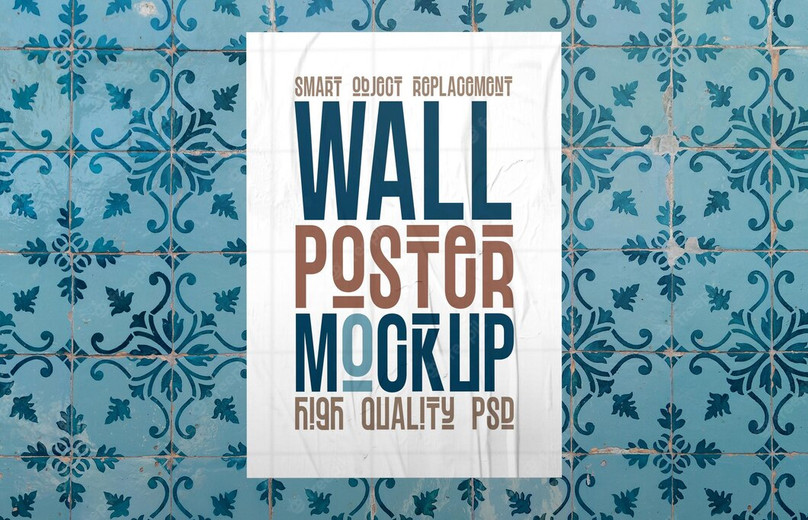 SMART OBJECT REPLACEMENT
WALL
POSTER
MOCKUP
HIGH QUALITY PSD